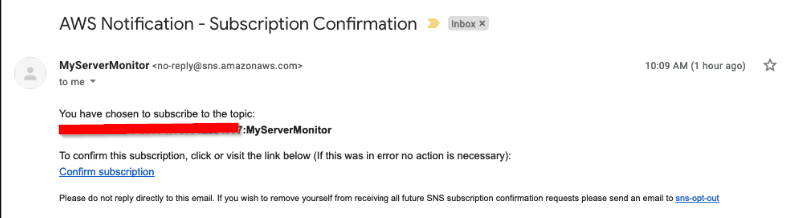 AWS Notification - Subscription Confirmation Inbox ×
MyServerMonitor <no-reply@sns.amazonaws.com> 10:09 AM (1 hour ago)
to me
You have chosen to subscribe to the topic:
:MyServerMonitor
To confirm this subscription, click or visit the link below (If this was in error no action is necessary):
Confirm subscription
Please do not reply directly to this email. If you wish to remove yourself from receiving all future SNS subscription confirmation requests please send an email to sns-opt-out